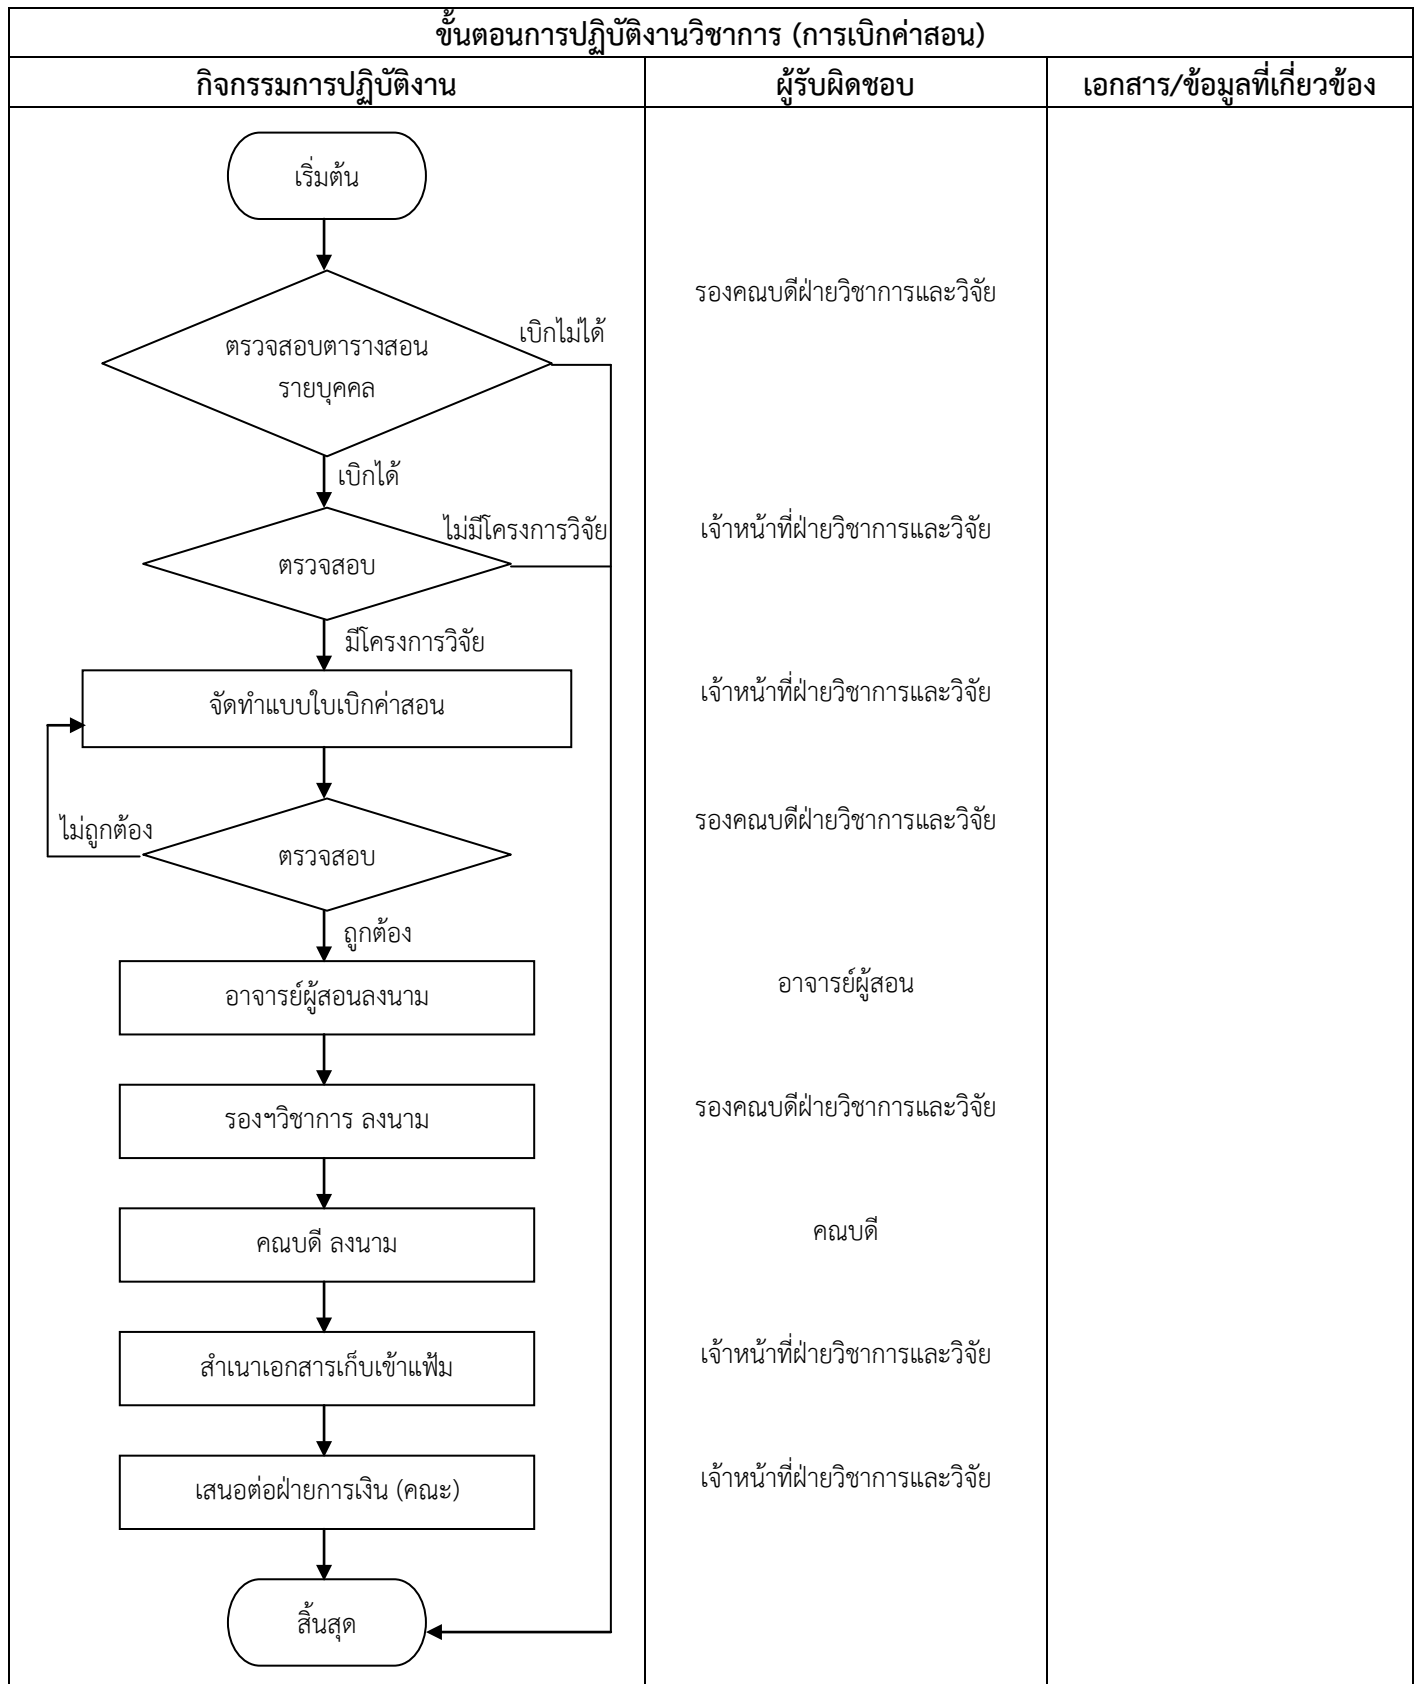 ขั้นตอนการปฏิบัติงานวิชาการ (การเบิกค่าสอน)
กิจกรรมการปฏิบัติงาน
ผู้รับผิดชอบ
เอกสาร/ข้อมูลที่เกี่ยวข้อง
เริ่มต้น
รองคณบดีฝ่ายวิชาการและวิจัย
เบิกไม่ได้
ตรวจสอบตารางสอน
รายบุคคล
เบิกได้
ไม่มีโครงการวิจัย
เจ้าหน้าที่ฝ่ายวิชาการและวิจัย
ตรวจสอบ
มีโครงการวิจัย
จัดทำแบบใบเบิกค่าสอน
เจ้าหน้าที่ฝ่ายวิชาการและวิจัย
รองคณบดีฝ่ายวิชาการและวิจัย
ไม่ถูกต้อง
ตรวจสอบ
ถูกต้อง
อาจารย์ผู้สอนลงนาม
อาจารย์ผู้สอน
รองฯวิชาการ ลงนาม
รองคณบดีฝ่ายวิชาการและวิจัย
คณบดี ลงนาม
คณบดี
สำเนาเอกสารเก็บเข้าแฟ้ม
เจ้าหน้าที่ฝ่ายวิชาการและวิจัย
เสนอต่อฝ่ายการเงิน (คณะ)
เจ้าหน้าที่ฝ่ายวิชาการและวิจัย
สิ้นสุด